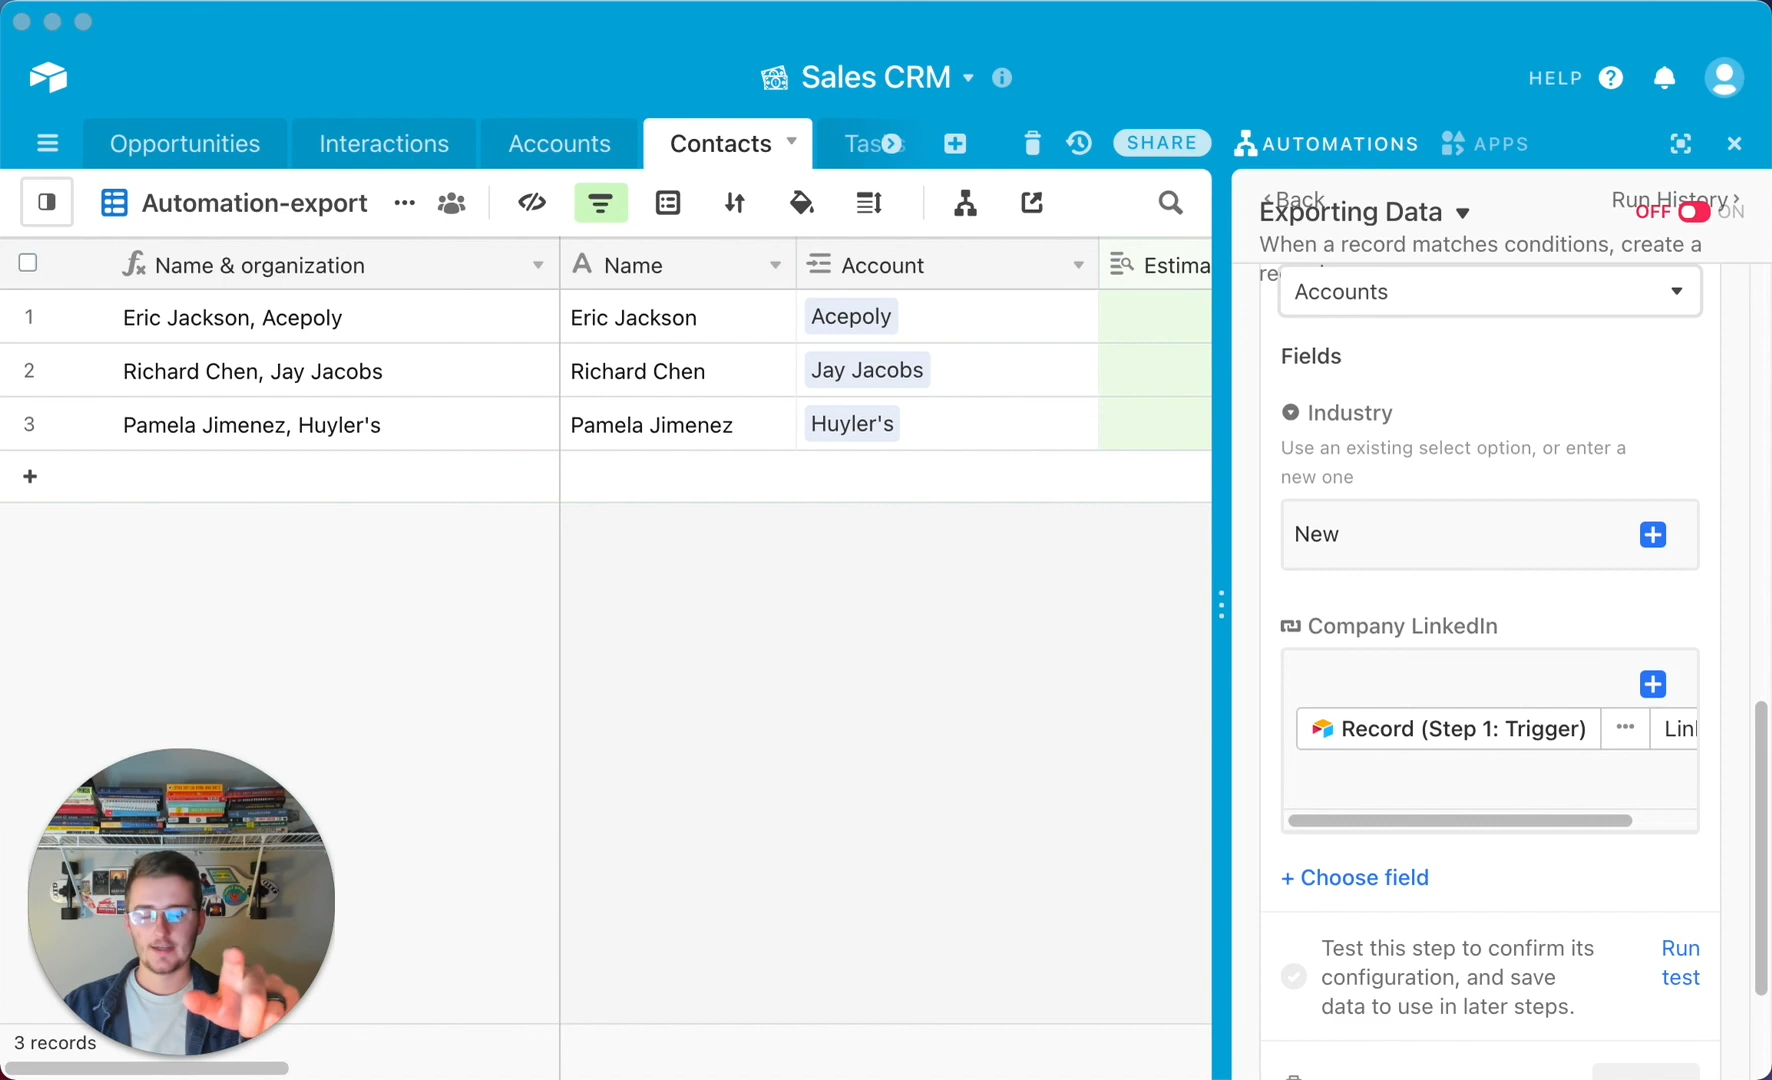 Sales CRM
HELP
Opportunities
Interactions
Accounts
Contacts
Tasks
SHARE
AUTOMATIONS
APPS
Automation-export
Back
Run History
Exporting Data
OFF
ON
When a record matches conditions, create a
Name & organization
Name
Account
Estima
1
Eric Jackson, Acepoly
Eric Jackson
Acepoly
2
Richard Chen, Jay Jacobs
Richard Chen
Jay Jacobs
3
Pamela Jimenez, Huyler's
Pamela Jimenez
Huyler's
+
3 records
Accounts
Fields
Industry
Use an existing select option, or enter a
new one
New
Company LinkedIn
Record (Step 1: Trigger)
Lin
+ Choose field
Test this step to confirm its
configuration, and save
data to use in later steps.
Run
test